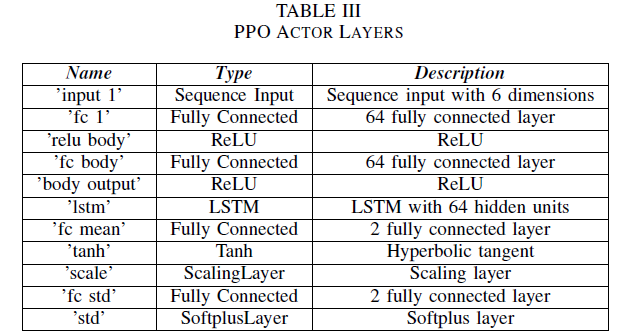 TABLE III
PPO ACTOR LAYERS
Name Type Description
’input 1’ Sequence Input Sequence input with 6 dimensions
’fc 1’ Fully Connected 64 fully connected layer
’relu body’ ReLU ReLU
’fc body’ Fully Connected 64 fully connected layer
’body output’ ReLU ReLU
’lstm’ LSTM LSTM with 64 hidden units
’fc mean’ Fully Connected 2 fully connected layer
’tanh’ Tanh Hyperbolic tangent
’scale’ ScalingLayer Scaling layer
’fc std’ Fully Connected 2 fully connected layer
’std’ SoftplusLayer Softplus layer